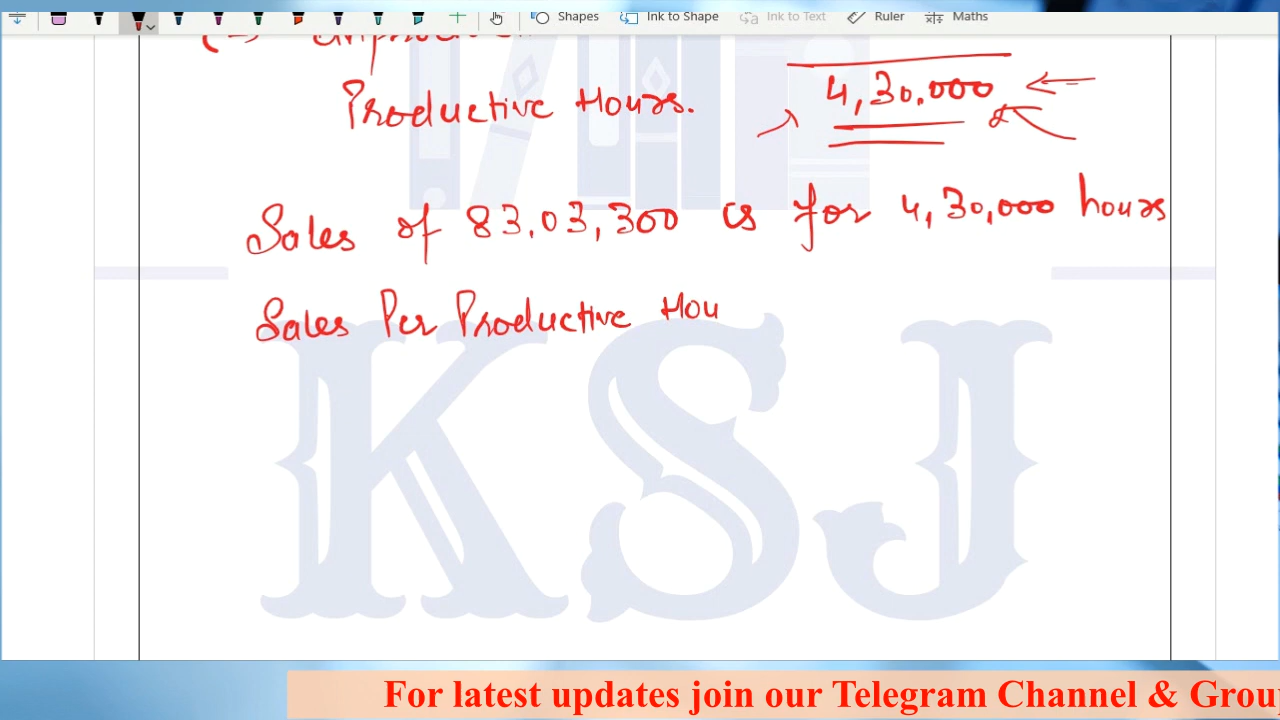 Shapes Ink to Shape Ink to Text Ruler Maths
(-)
Productive Hours. 4,30,000
Sales of 83,03,300 is for 4,30,000 hours
Sales Per Productive Hou
KSJ
For latest updates join our Telegram Channel & Grou